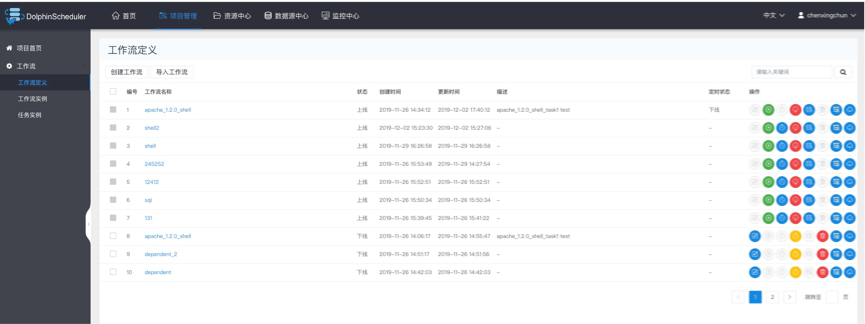 DolphinScheduler 首页 项目管理 资源中心 数据源中心 监控中心 中文 chenxingchun
项目首页
工作流
工作流定义
工作流实例
任务实例
工作流定义
创建工作流 导入工作流 请输入关键词
编号 工作流名称 状态 创建时间 更新时间 描述 定时状态 操作
1 apache_1.2.0_shell 上线 2019-11-26 14:34:12 2019-12-02 17:40:12 apache_1.2.0_shell_task1 test 下线
2 shell2 上线 2019-12-02 15:23:30 2019-12-02 15:27:06 - -
3 shell 上线 2019-11-29 16:26:58 2019-11-29 16:26:58 - -
4 245252 上线 2019-11-26 15:53:49 2019-11-29 14:27:54 - -
5 12412 上线 2019-11-26 15:52:51 2019-11-26 15:52:51 - -
6 sql 上线 2019-11-26 15:50:34 2019-11-26 15:50:34 - -
7 131 上线 2019-11-26 15:39:45 2019-11-26 15:41:22 - -
8 apache_1.2.0_shell 下线 2019-11-26 14:06:17 2019-11-26 14:55:47 apache_1.2.0_shell_task1 test -
9 dependent_2 下线 2019-11-26 14:51:17 2019-11-26 14:51:56 - -
10 dependent 下线 2019-11-26 14:42:03 2019-11-26 14:42:03 - -
1 2 跳转至 页